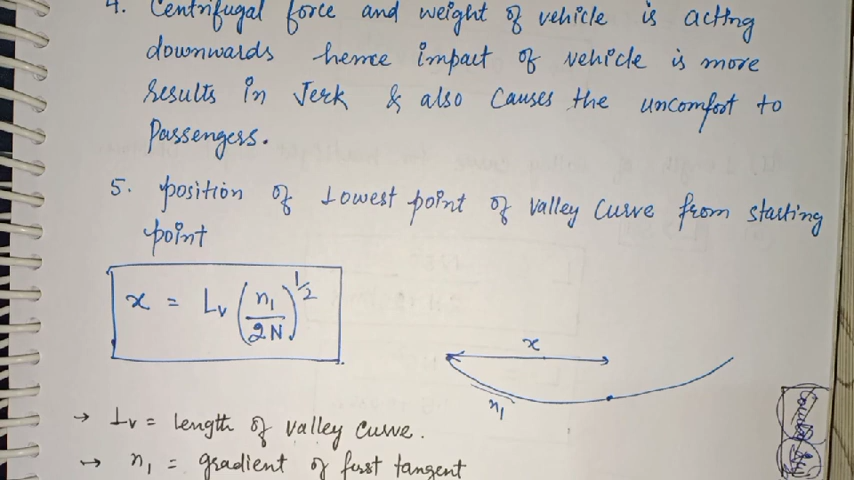 4. Centrifugal force and weight of vehicle is acting
downwards hence impact of vehicle is more
results in Jerk & also causes the uncomfort to
Passengers.
5. position of Lowest point of valley curve from starting
point
x = Lv (n1/2N)^1/2
x
n1
→ Lv = length of valley curve.
→ n1 = gradient of first tangent